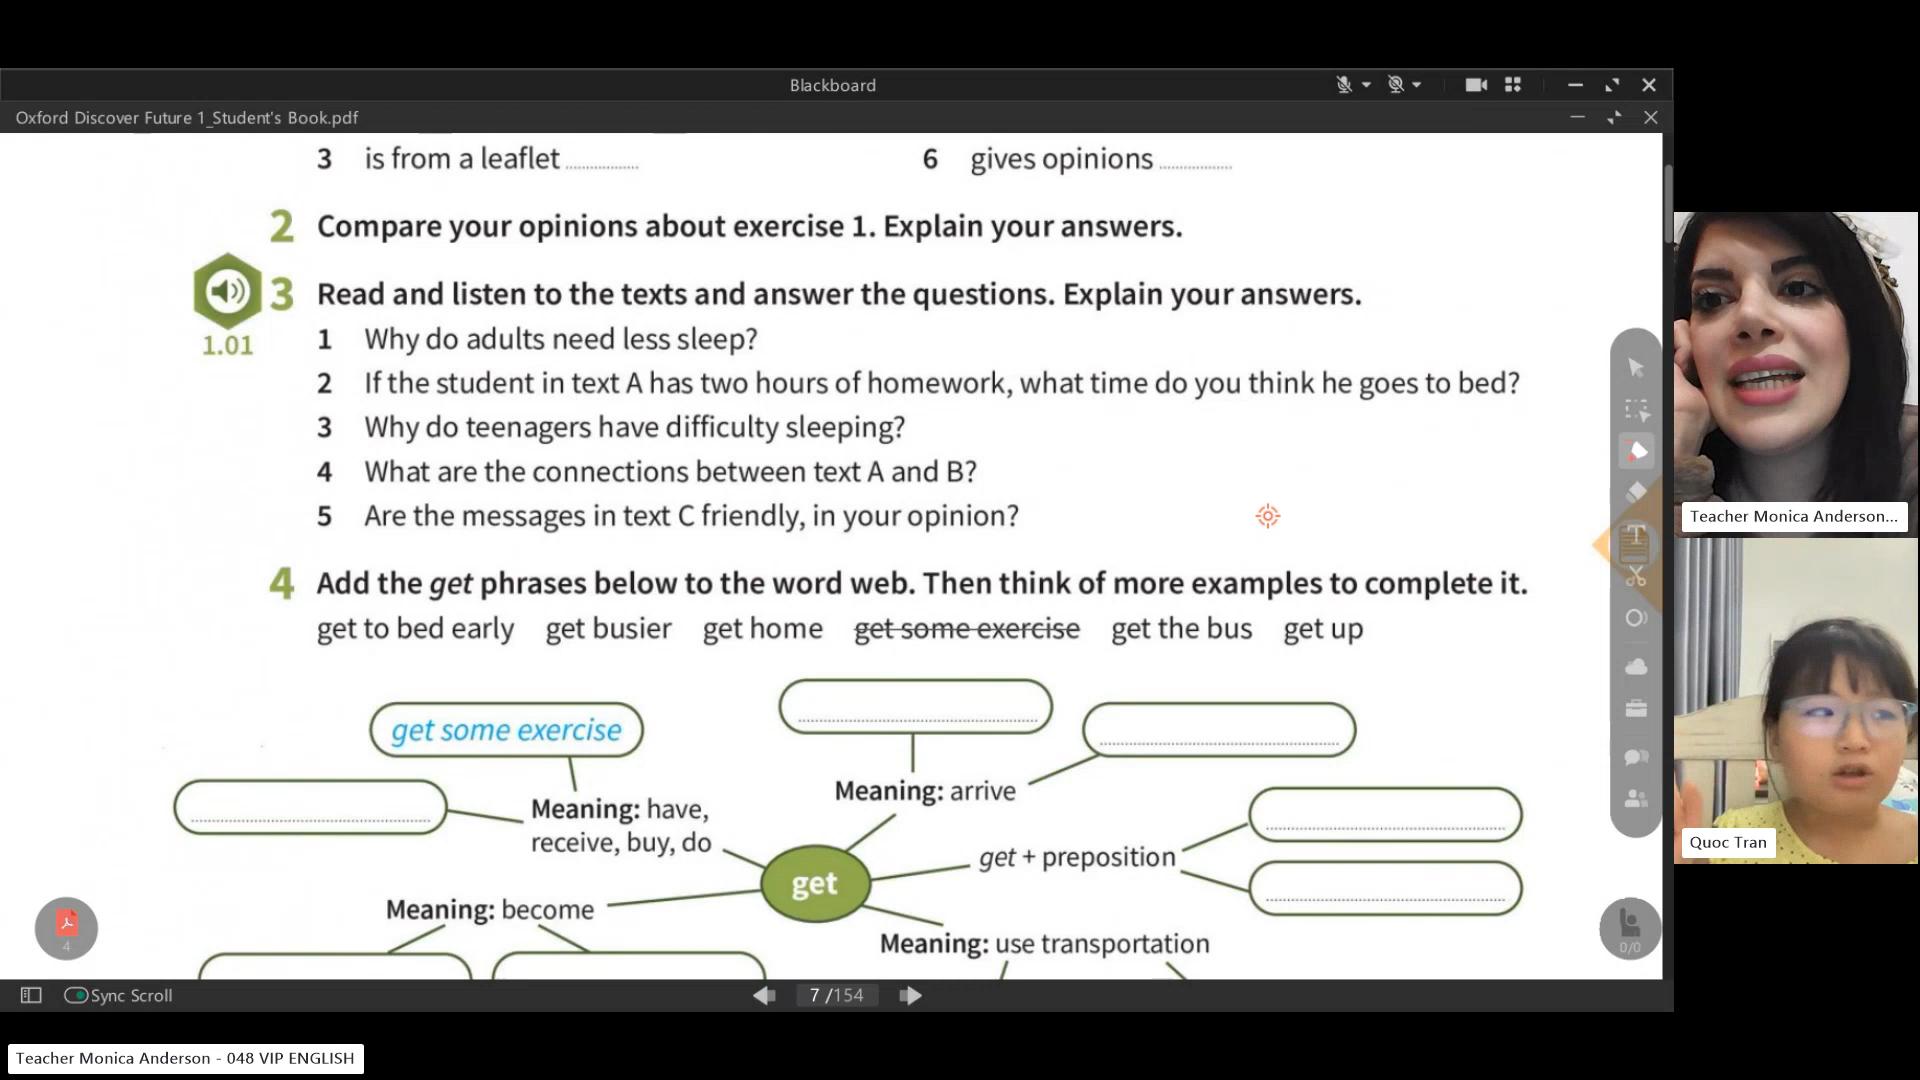 Blackboard
Oxford Discover Future 1_Student's Book.pdf
3 is from a leaflet
6 gives opinions
2 Compare your opinions about exercise 1. Explain your answers.
3 Read and listen to the texts and answer the questions. Explain your answers.
1.01
1 Why do adults need less sleep?
2 If the student in text A has two hours of homework, what time do you think he goes to bed?
3 Why do teenagers have difficulty sleeping?
4 What are the connections between text A and B?
5 Are the messages in text C friendly, in your opinion?
4 Add the get phrases below to the word web. Then think of more examples to complete it.
get to bed early get busier get home get some exercise get the bus get up
get some exercise
Meaning: arrive
Meaning: have,
receive, buy, do
get + preposition
get
Meaning: become
Meaning: use transportation
4
0/0
Sync Scroll
7 /154
Teacher Monica Anderson...
Quoc Tran
Teacher Monica Anderson - 048 VIP ENGLISH